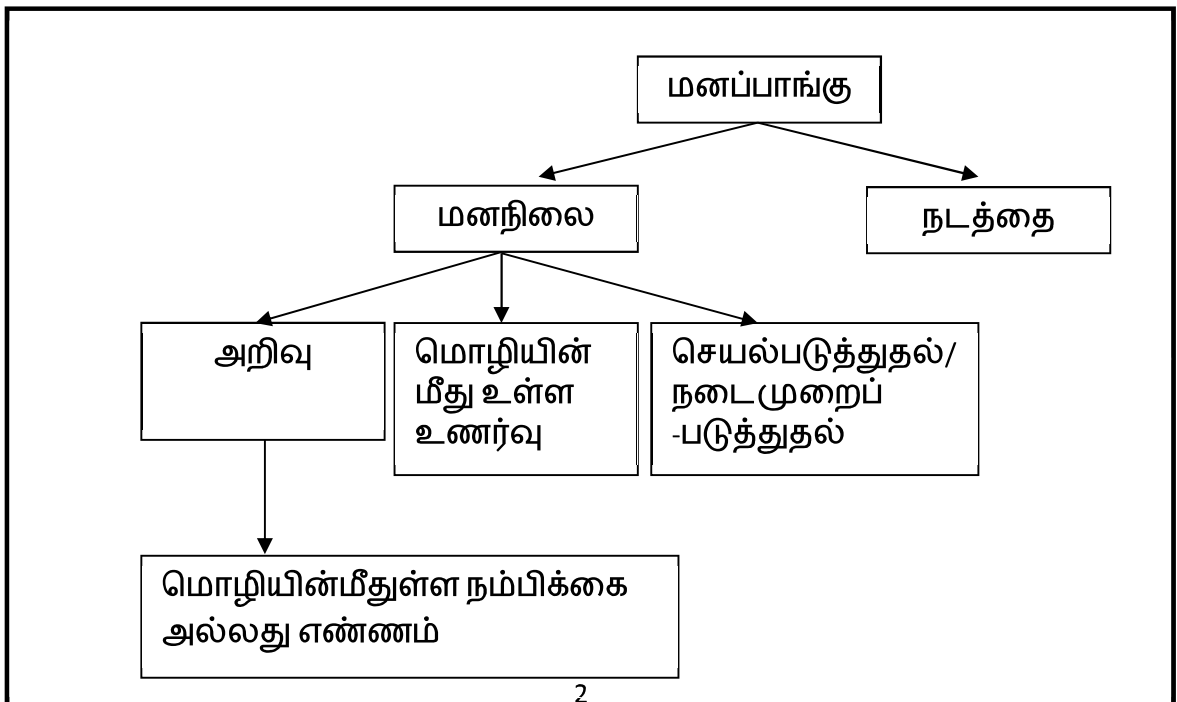 மனப்பாங்கு
மனநிலை
நடத்தை
அறிவு
மொழியின்
மீது உள்ள
உணர்வு
செயல்படுத்துதல்/
நடைமுறைப்
-படுத்துதல்
மொழியின்மீதுள்ள நம்பிக்கை
அல்லது எண்ணம்
2